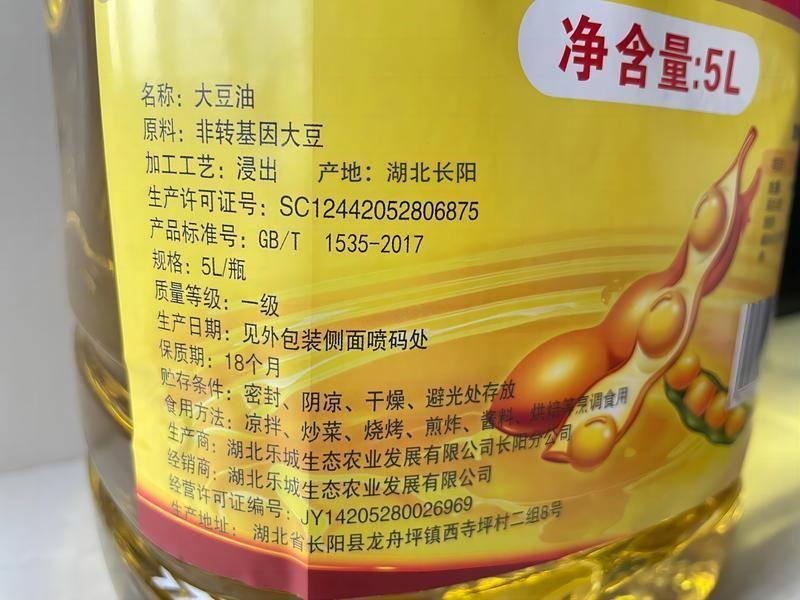 净含量:5L
名称：大豆油
原料：非转基因大豆
加工工艺：浸出 产地：湖北长阳
生产许可证号：SC12442052806875
产品标准号：GB/T 1535-2017
规格：5L/瓶
质量等级：一级
生产日期：见外包装侧面喷码处
保质期：18个月
贮存条件：密封、阴凉、干燥、避光处存放
食用方法：凉拌、炒菜、烧烤、煎炸、酱料、烘焙等烹调食用
生产商：湖北乐城生态农业发展有限公司长阳分公司
经销商：湖北乐城生态农业发展有限公司
经营许可证编号：JY14205280026969
生产地址：湖北省长阳县龙舟坪镇西寺坪村二组8号